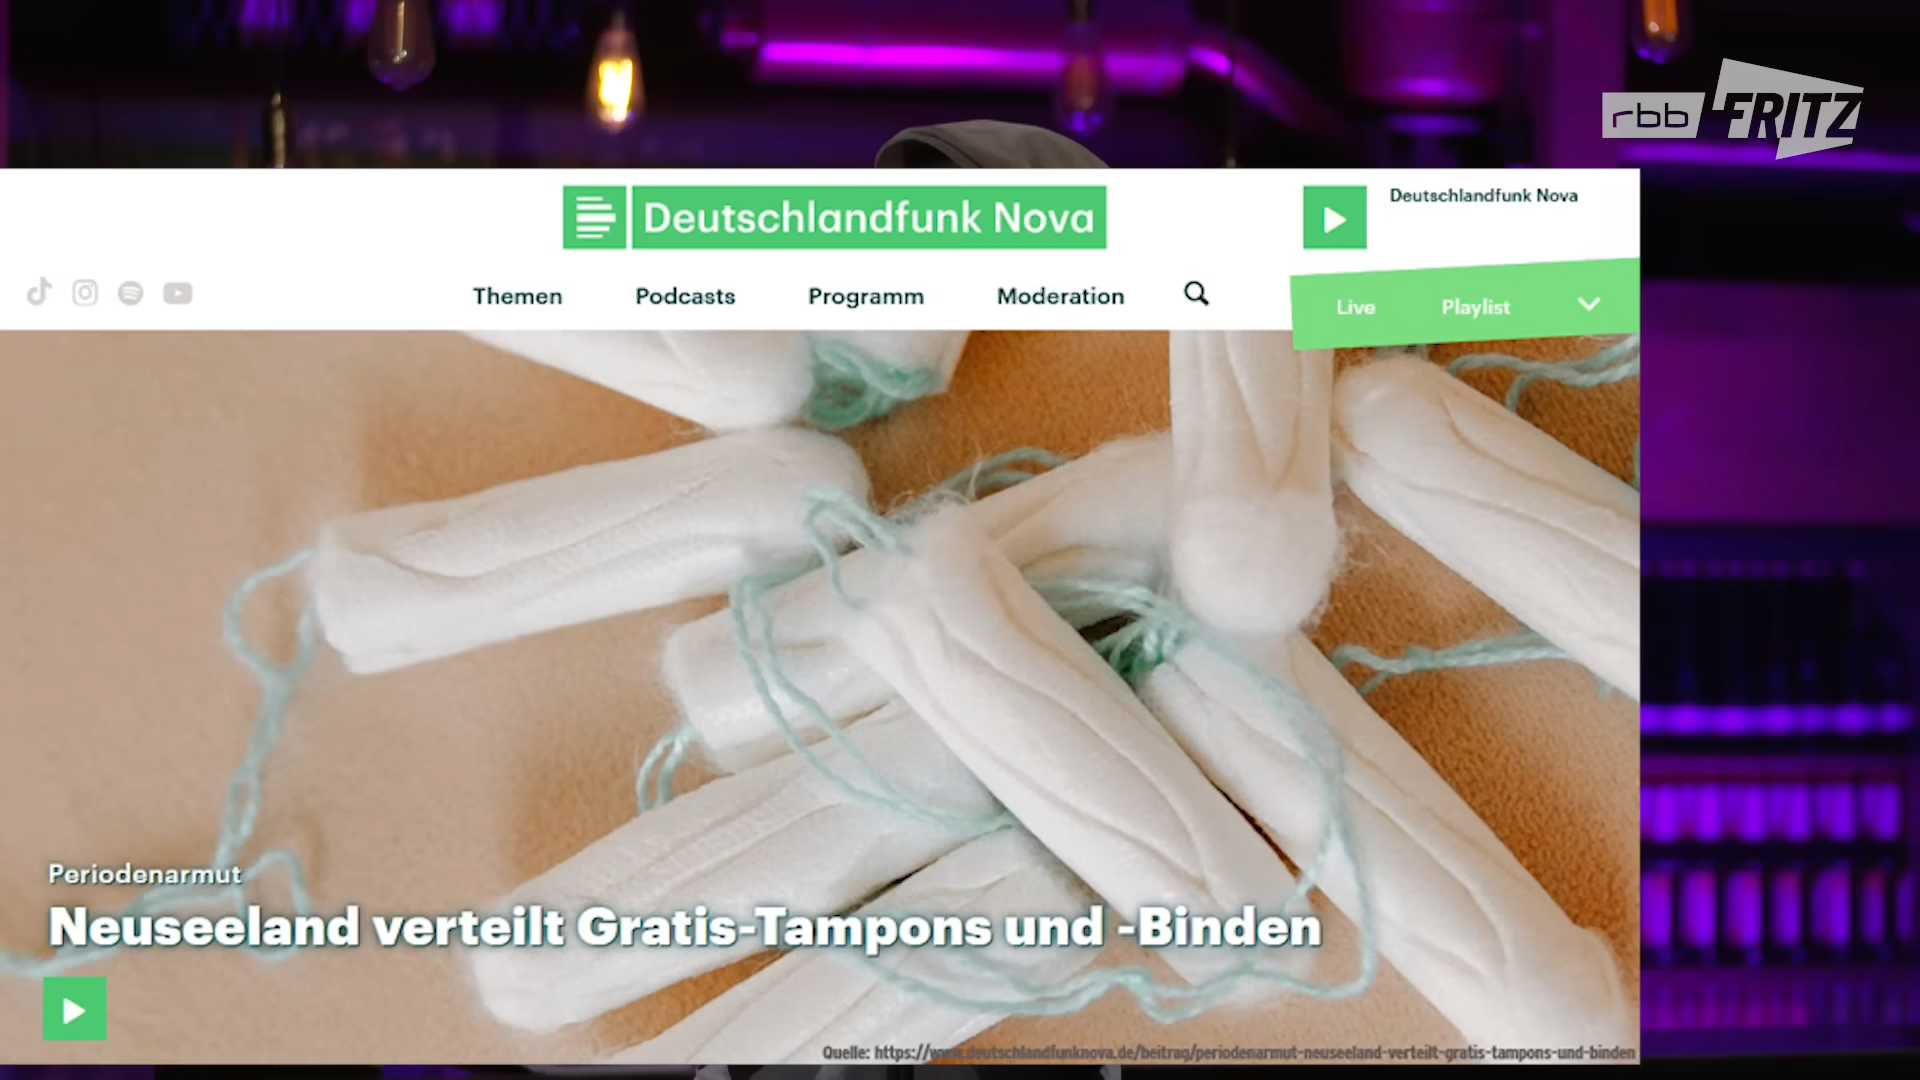 rbb FRITZ
Deutschlandfunk Nova
Deutschlandfunk Nova
Themen Podcasts Programm Moderation
Live Playlist
Periodenarmut
Neuseeland verteilt Gratis-Tampons und -Binden
Quelle: https://www.deutschlandfunknova.de/beitrag/periodenarmut-neuseeland-verteilt-gratis-tampons-und-binden